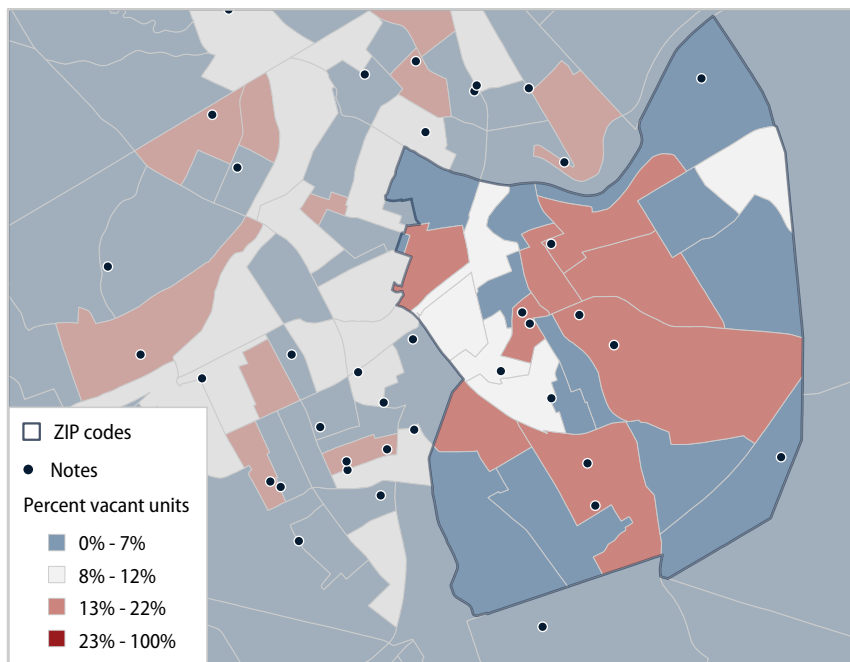 ZIP codes
Notes
Percent vacant units
0% - 7%
8% - 12%
13% - 22%
23% - 100%